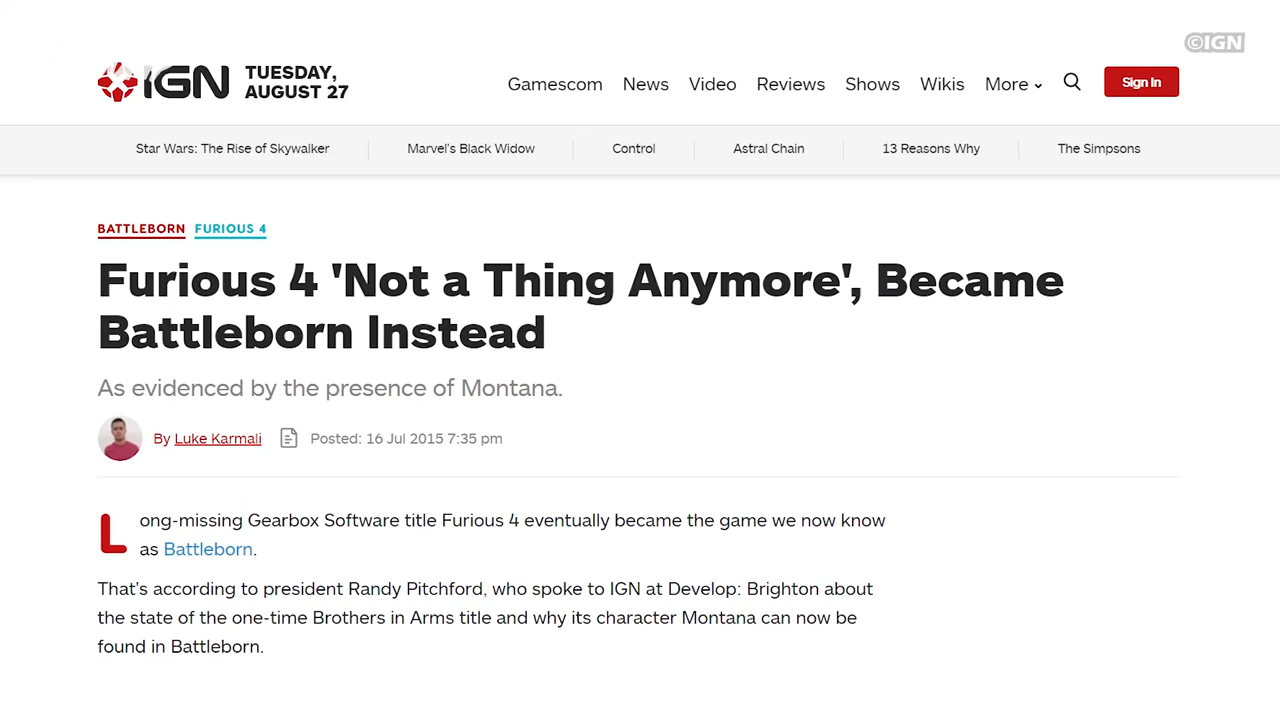 ©IGN
IGN
TUESDAY,
AUGUST 27
Gamescom News Video Reviews Shows Wikis More Sign In
Star Wars: The Rise of Skywalker Marvel's Black Widow Control Astral Chain 13 Reasons Why The Simpsons
BATTLEBORN FURIOUS 4
Furious 4 'Not a Thing Anymore', Became
Battleborn Instead
As evidenced by the presence of Montana.
By Luke Karmali Posted: 16 Jul 2015 7:35 pm
Long-missing Gearbox Software title Furious 4 eventually became the game we now know
as Battleborn.
That's according to president Randy Pitchford, who spoke to IGN at Develop: Brighton about
the state of the one-time Brothers in Arms title and why its character Montana can now be
found in Battleborn.